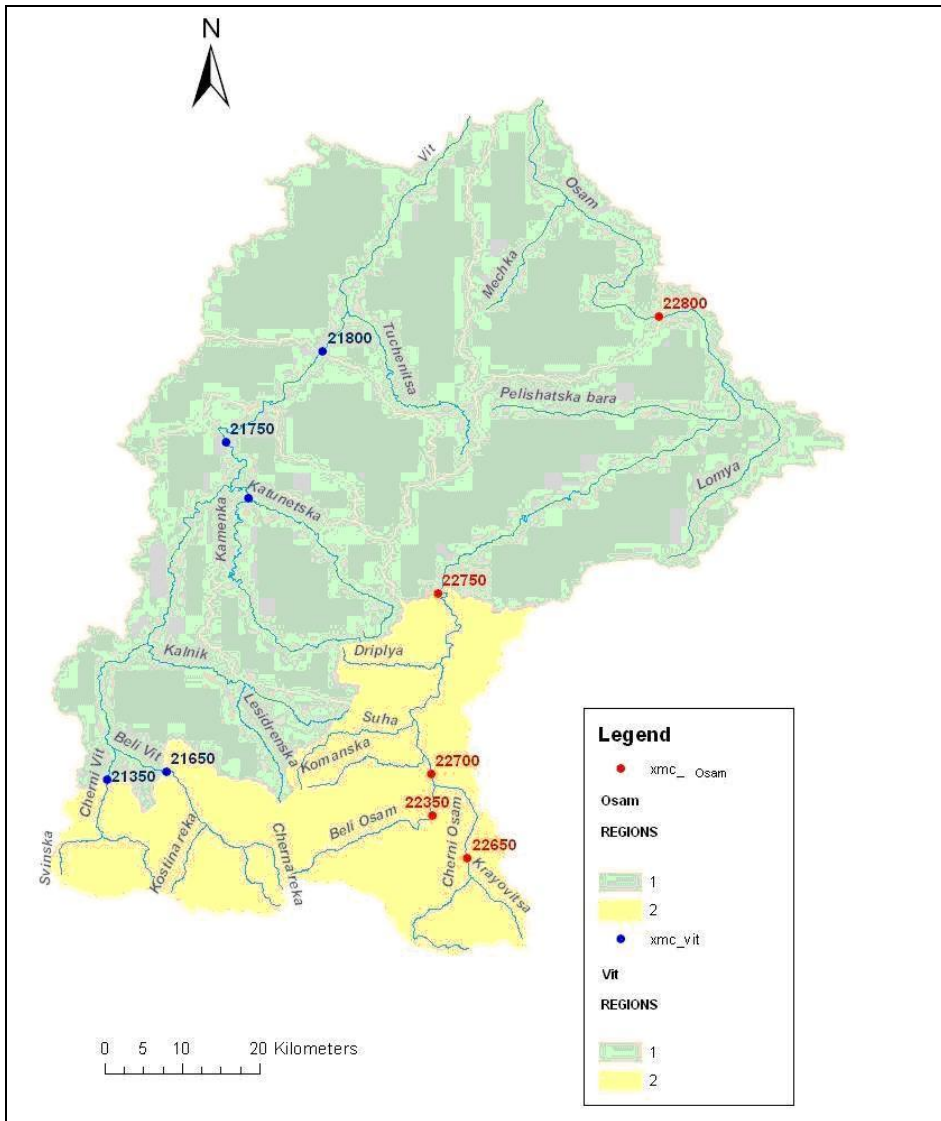 N
Vit
Osam
Mechka
22800
21800
Tuchenitsa
Pelishatska bara
21750
Lomya
Katunetska
Kamenka
22750
Kalnik
Driplya
Lesidrenska
Suha
Komanska
Beli Vit
21650
21350
Cherni Vit
22700
22350
Beli Osam
Cherni Osam
22650
Krayovitsa
Svinska
Kostina reka
Cherna reka
Legend
xmc_ Osam
Osam
REGIONS
1
2
xmc_vit
Vit
REGIONS
1
2
0 5 10 20 Kilometers